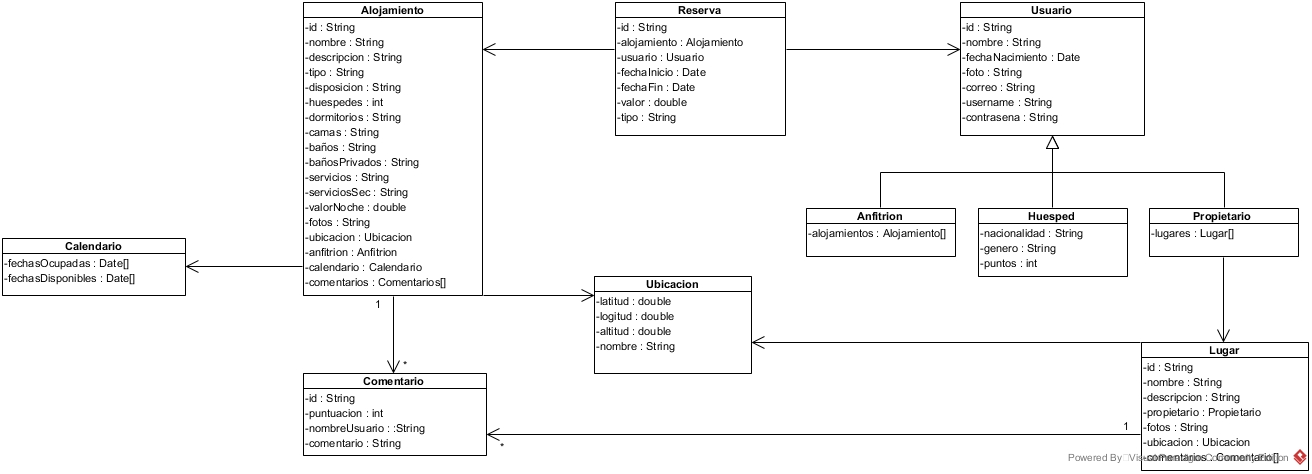 Alojamiento
-id : String
-nombre : String
-descripcion : String
-tipo : String
-disposicion : String
-huespedes : int
-dormitorios : String
-camas : String
-baños : String
-bañosPrivados : String
-servicios : String
-serviciosSec : String
-valorNoche : double
-fotos : String
-ubicacion : Ubicacion
-anfitrion : Anfitrion
-calendario : Calendario
-comentarios : Comentarios[]
Reserva
-id : String
-alojamiento : Alojamiento
-usuario : Usuario
-fechaInicio : Date
-fechaFin : Date
-valor : double
-tipo : String
Usuario
-id : String
-nombre : String
-fechaNacimiento : Date
-foto : String
-correo : String
-username : String
-contrasena : String
Anfitrion
-alojamientos : Alojamiento[]
Huesped
-nacionalidad : String
-genero : String
-puntos : int
Propietario
-lugares : Lugar[]
Calendario
-fechasOcupadas : Date[]
-fechasDisponibles : Date[]
Ubicacion
-latitud : double
-logitud : double
-altitud : double
-nombre : String
1
*
Comentario
-id : String
-puntuacion : int
-nombreUsuario : :String
-comentario : String
*
1
Lugar
-id : String
-nombre : String
-descripcion : String
-propietario : Propietario
-fotos : String
-ubicacion : Ubicacion
-comentarios : Comentario[]
Powered By Visual Paradigm Community Edition